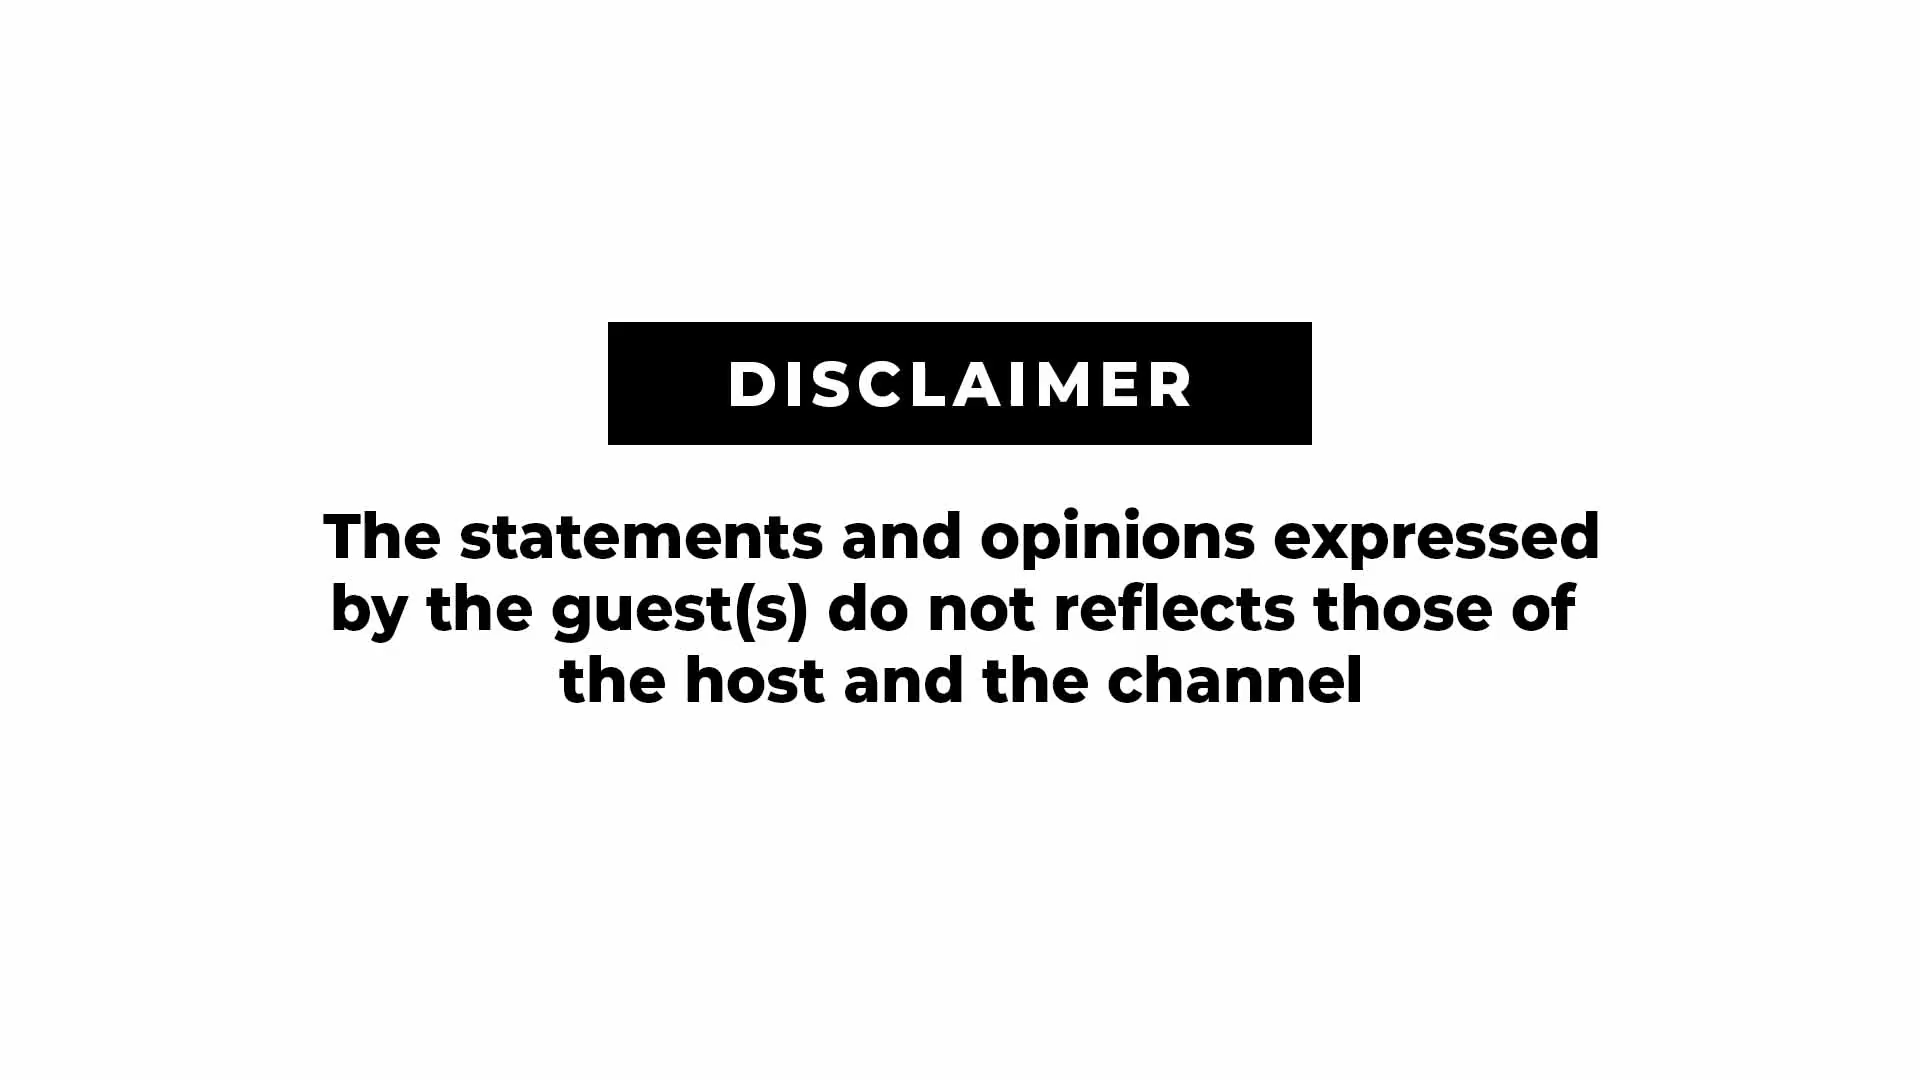 DISCLAIMER
The statements and opinions expressed
by the guest(s) do not reflects those of
the host and the channel